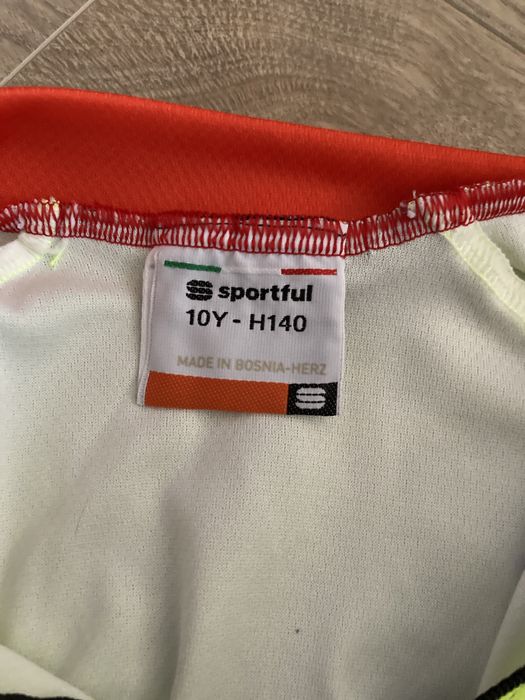 sportful
10Y - H140
MADE IN BOSNIA-HERZ